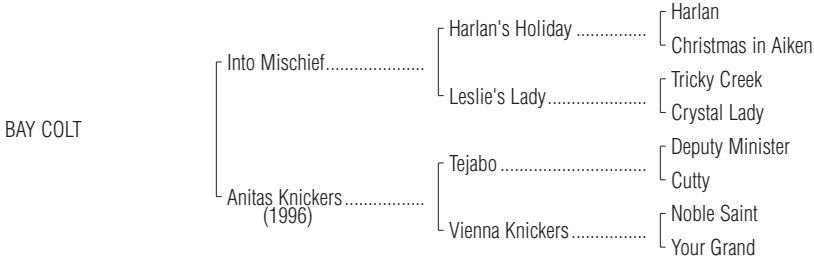 Harlan
Harlan's Holiday ...............
Christmas in Aiken
Into Mischief.....................
Tricky Creek
Leslie's Lady.....................
Crystal Lady
BAY COLT
Deputy Minister
Tejabo ...............................
Cutty
Anitas Knickers.................
(1996)
Noble Saint
Vienna Knickers................
Your Grand